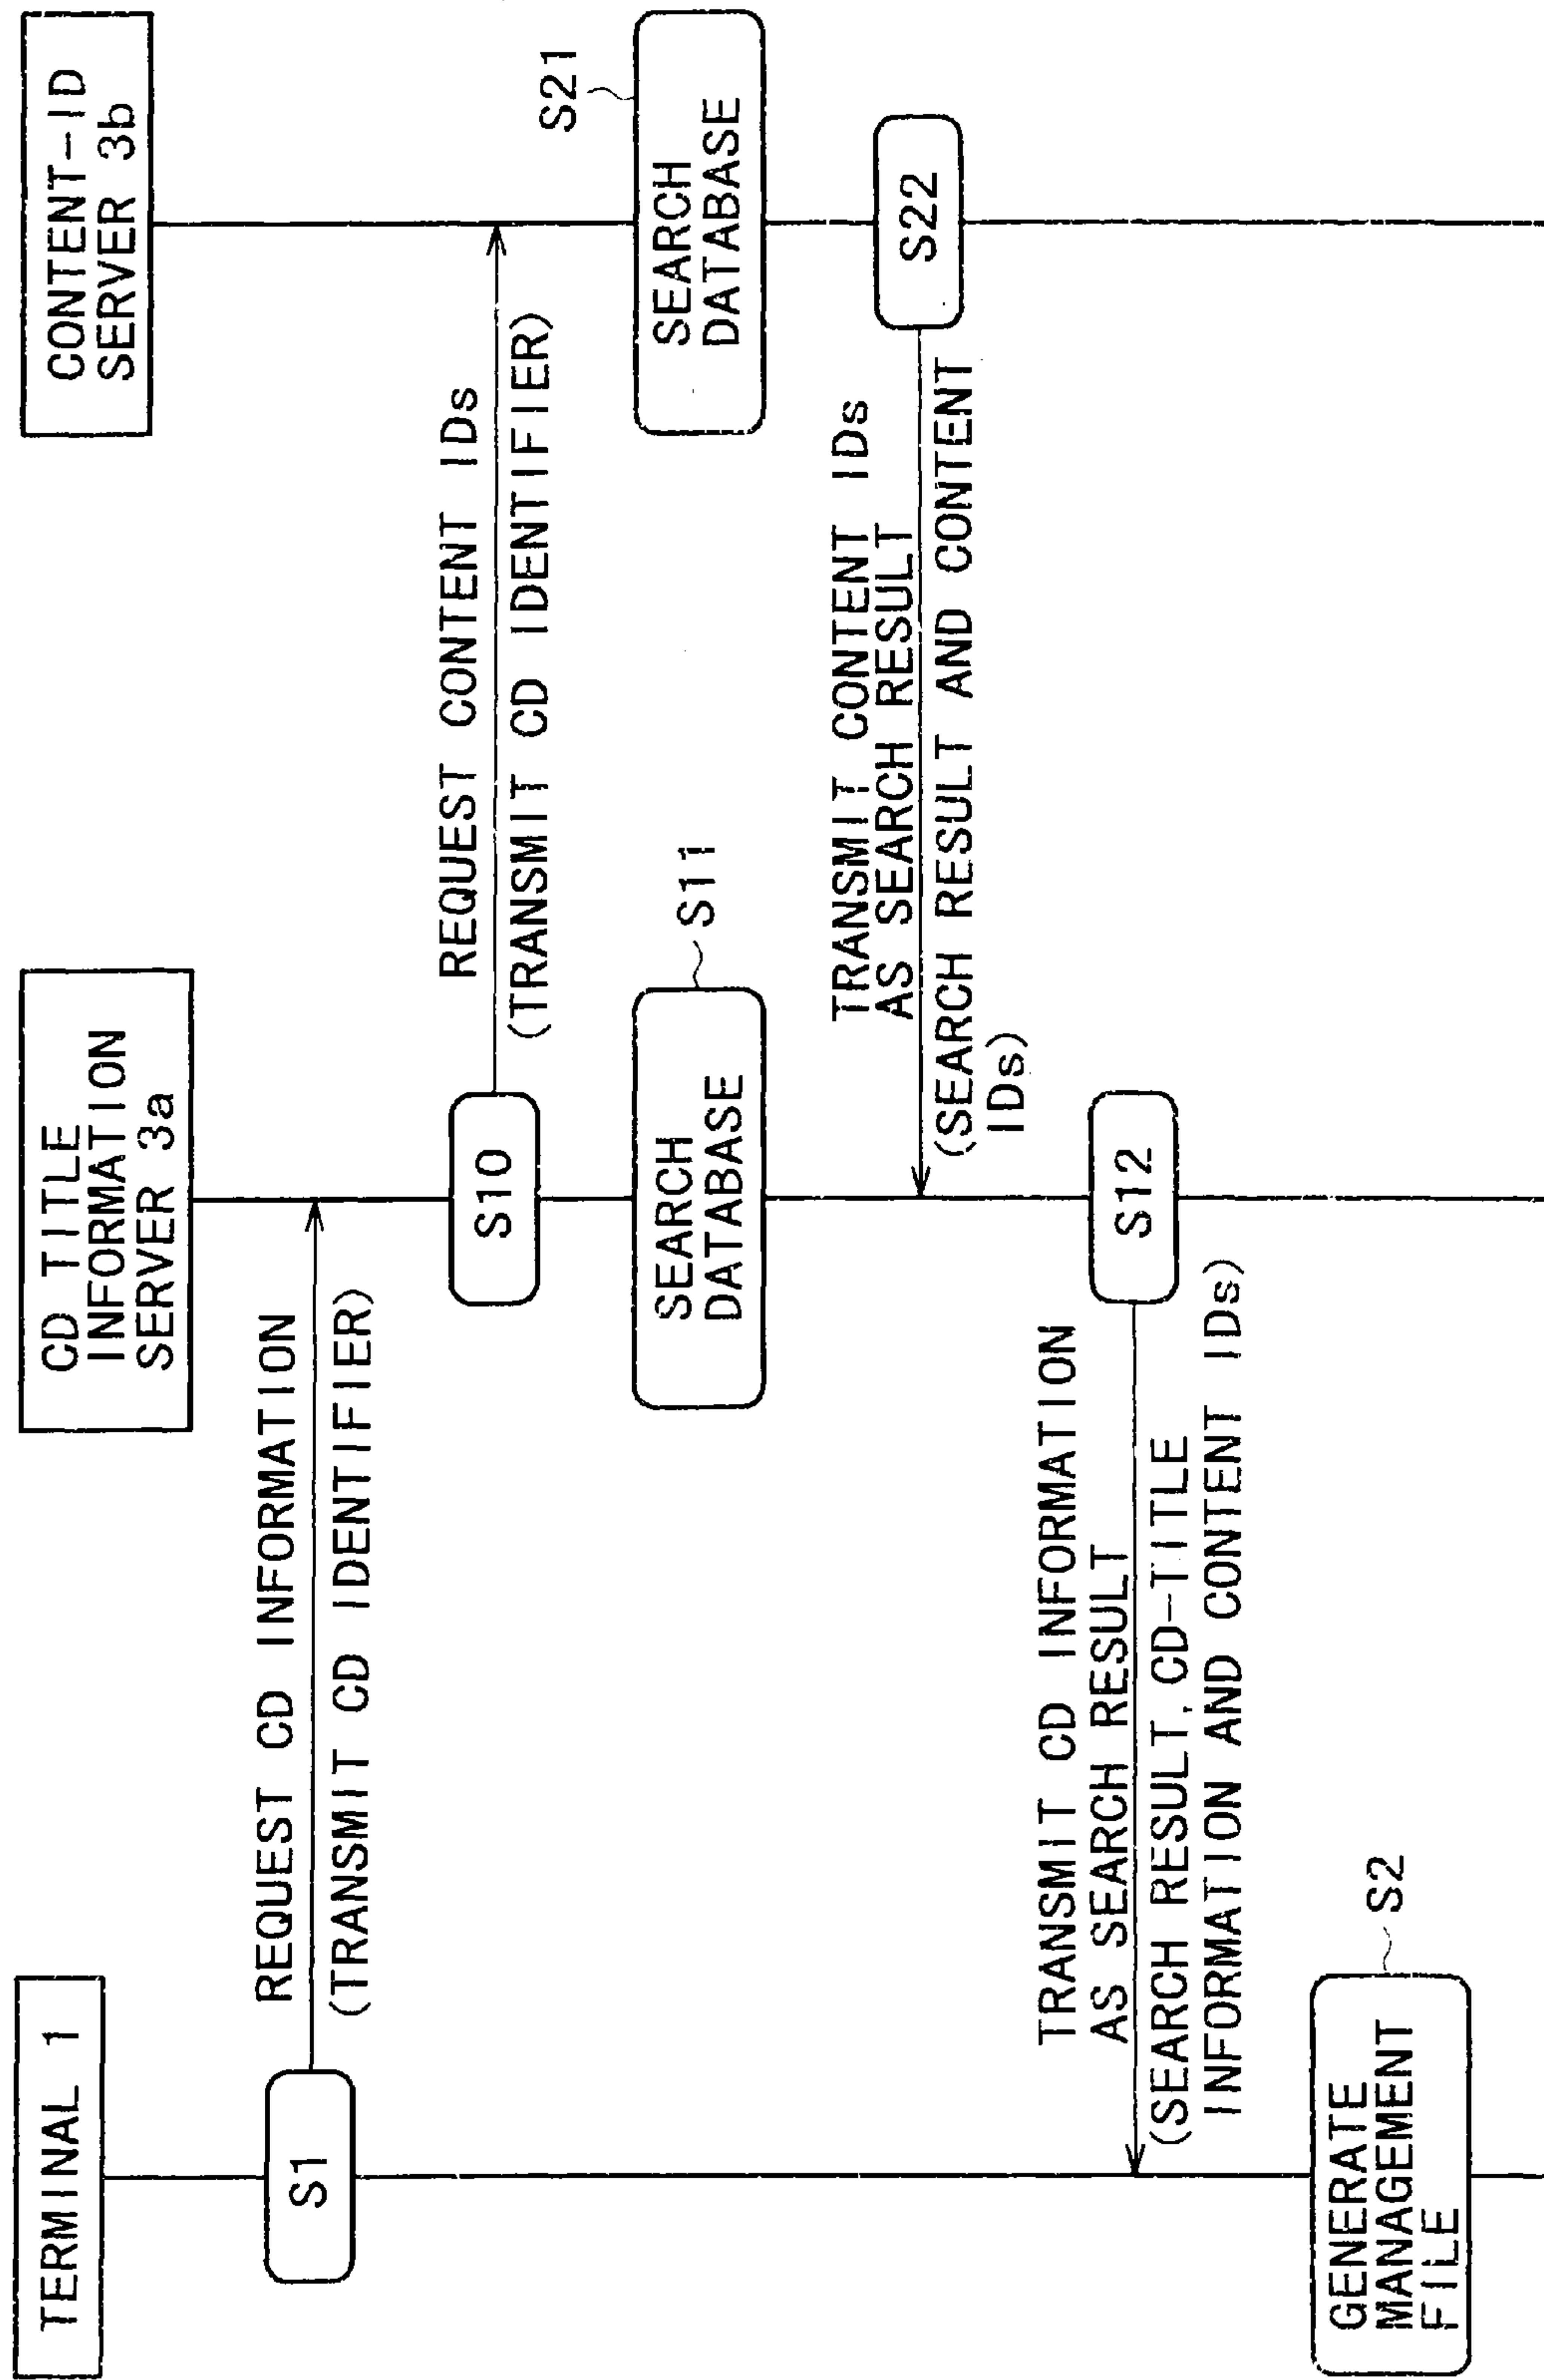 TERMINAL 1
CD TITLE
INFORMATION
SERVER 3a
CONTENT-ID
SERVER 3b
S1
REQUEST CD INFORMATION
(TRANSMIT CD IDENTIFIER)
S10
REQUEST CONTENT IDs
(TRANSMIT CD IDENTIFIER)
SEARCH
DATABASE
S11
SEARCH
DATABASE
S21
S22
TRANSMIT CONTENT IDs
AS SEARCH RESULT
(SEARCH RESULT AND CONTENT
IDs)
S12
TRANSMIT CD INFORMATION
AS SEARCH RESULT
(SEARCH RESULT, CD-TITLE
INFORMATION AND CONTENT IDs)
GENERATE
MANAGEMENT
FILE
S2